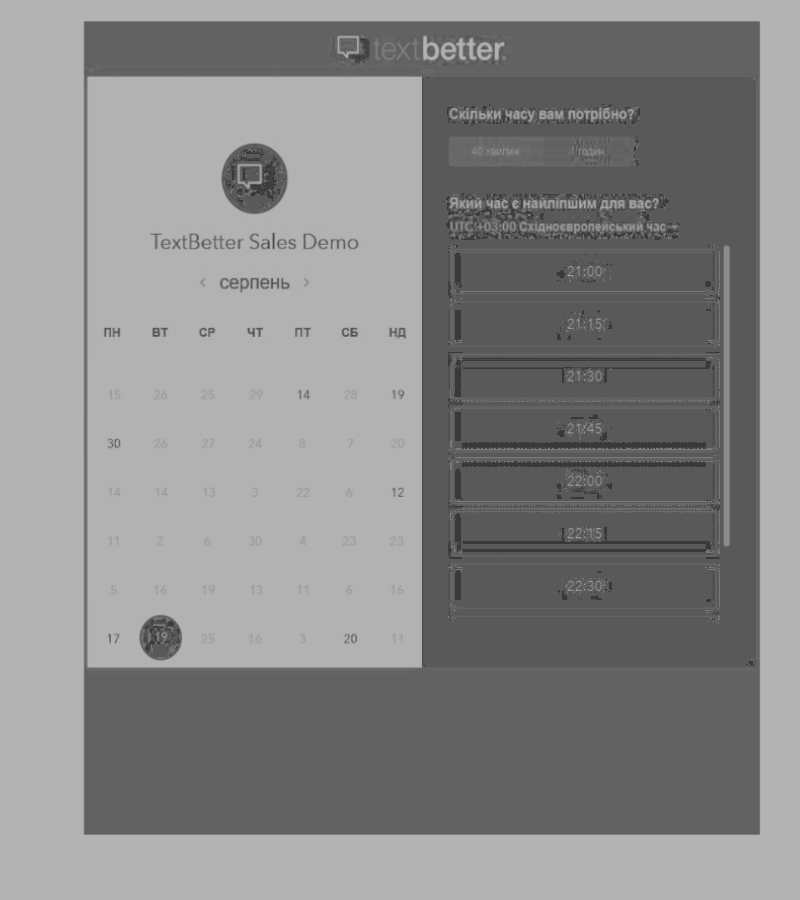 textbetter.
TextBetter Sales Demo
‹ серпень ›
ПН ВТ СР ЧТ ПТ СБ НД
15 26 25 29 14 28 19
30 26 27 24 8 7 20
14 14 13 3 22 6 12
11 2 6 30 4 23 23
5 16 19 13 11 6 16
17 19 25 16 3 20 11
Скільки часу вам потрібно?
40 хвилин 1 годин
Який час є найліпшим для вас?
UTC +03:00 Східноєвропейський час
21:00
21:15
21:30
21:45
22:00
22:15
22:30